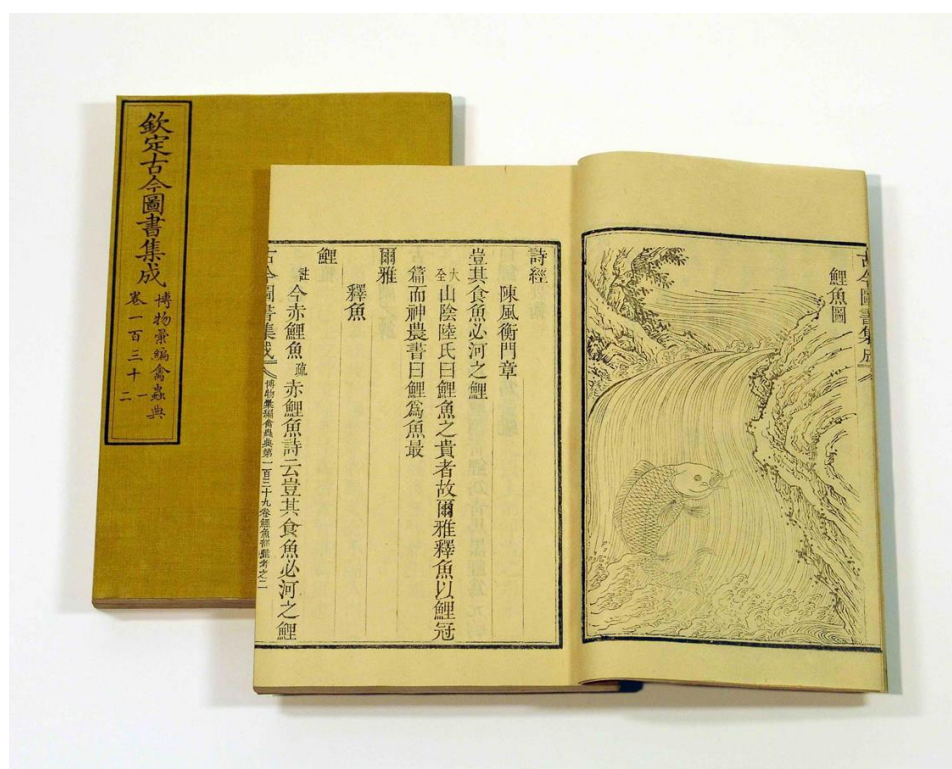 欽定古今圖書集成
博物彙編禽蟲典
卷一百三十一
二
古今圖書集成
鯉魚圖
詩經
陳風衡門章
豈其食魚必河之鯉
大全山陰陸氏曰鯉魚之貴者故爾雅釋魚以鯉冠
篇而神農書曰鯉為魚最
爾雅
釋魚
鯉
註今赤鯉魚疏赤鯉魚詩云豈其食魚必河之鯉
古今圖書集成
博物彙編禽蟲典第一百三十九卷鯉魚部彙考之二